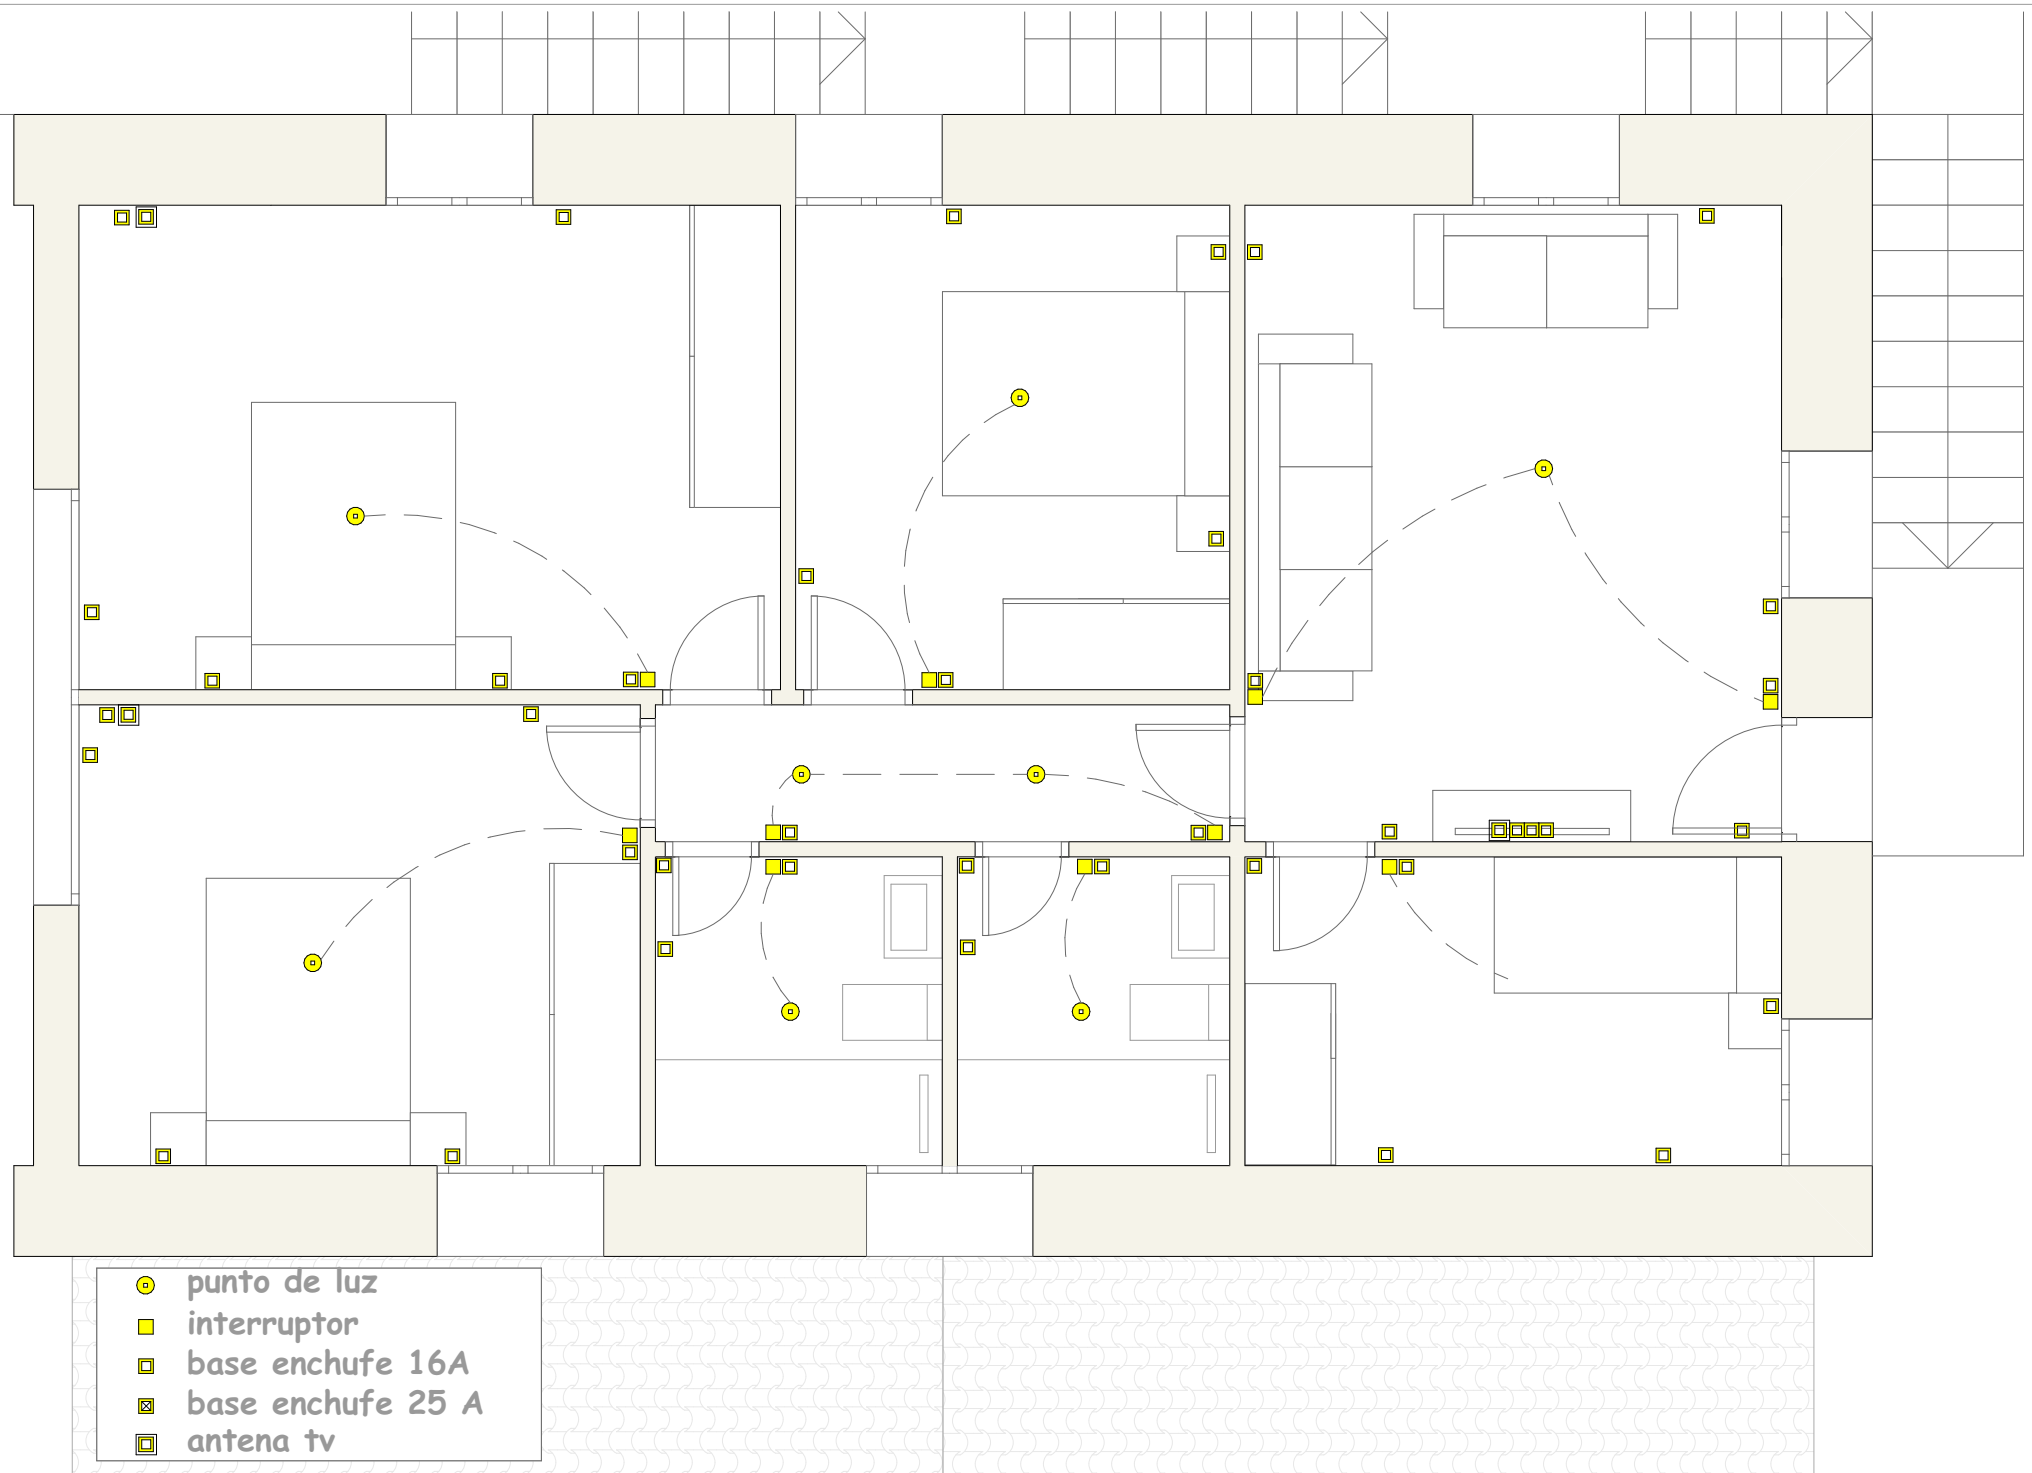 punto de luz
interruptor
base enchufe 16A
base enchufe 25 A
antena tv